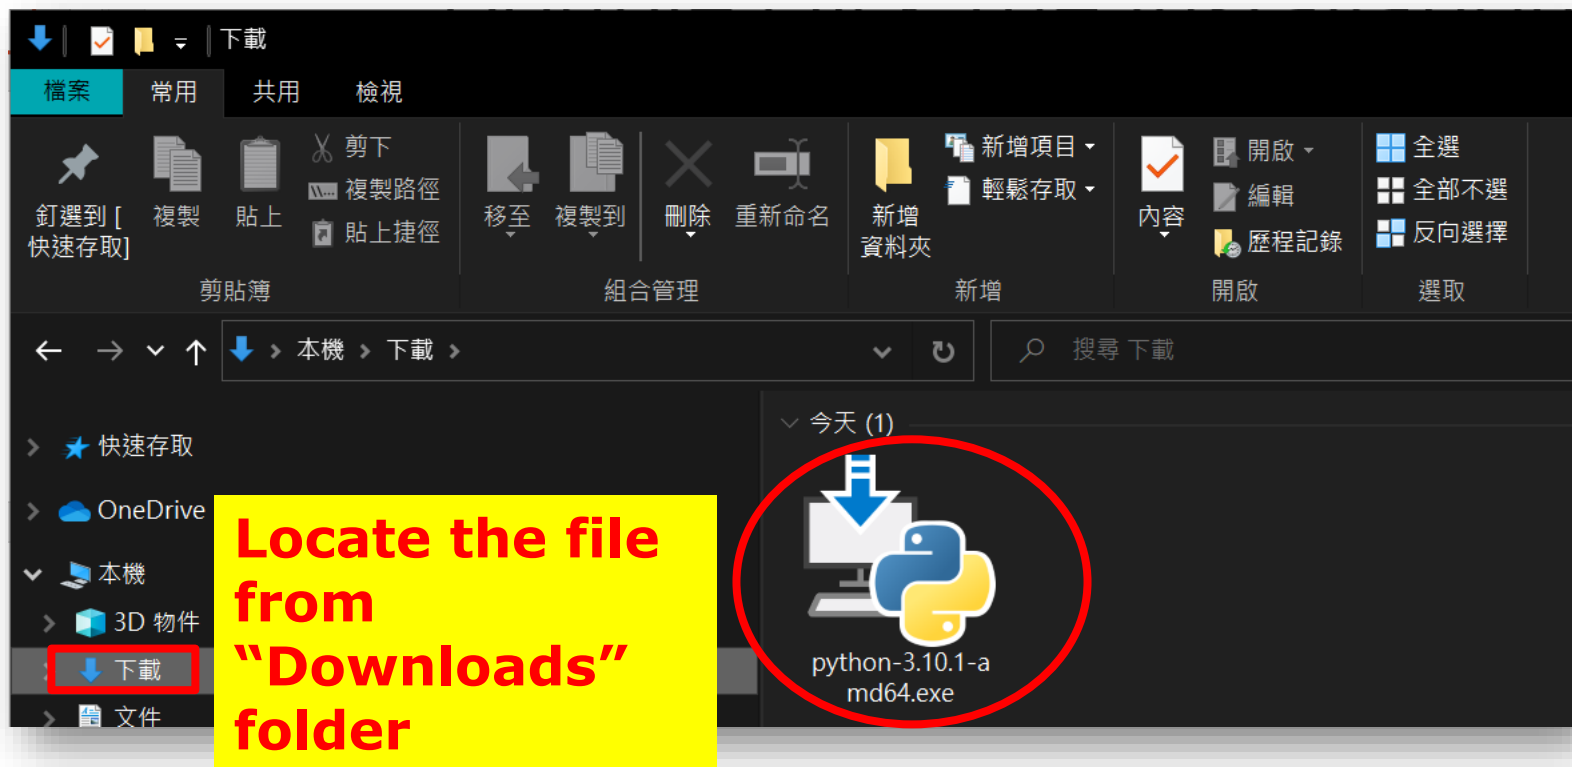 下載
檔案 常用 共用 檢視
剪下
複製路徑
貼上捷徑
釘選到 [
快速存取]
複製
貼上
剪貼簿
移至
複製到
刪除
重新命名
組合管理
新增
資料夾
新增項目
輕鬆存取
新增
內容
開啟
編輯
歷程記錄
開啟
全選
全部不選
反向選擇
選取
本機 下載
搜尋 下載
快速存取
OneDrive
本機
3D 物件
下載
文件
今天 (1)
python-3.10.1-a
md64.exe
Locate the file
from
“Downloads”
folder